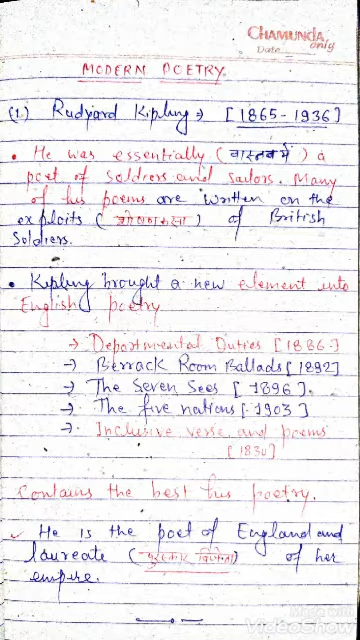 CHAMUNDA
only
Date
MODERN POETRY
(1.) Rudyard Kipling → [1865-1936]
• He was essentially (वास्तव में) a
poet of soldiers and sailors. Many
of his poems are written on the
exploits ( ) of British
Soldiers.
• Kipling brought a new element into
English poetry
→ Departmental Duties [1886]
→ Berrack Room Ballads [1892]
→ The Seven Sees [1896].
→ The five nations [1903]
→ Inclusive verse and poems
[1830]
Contains the best his poetry.
He is the poet of England and
laureate (पुरस्कार विजेता) of her
empire.
Made with
VideoShow